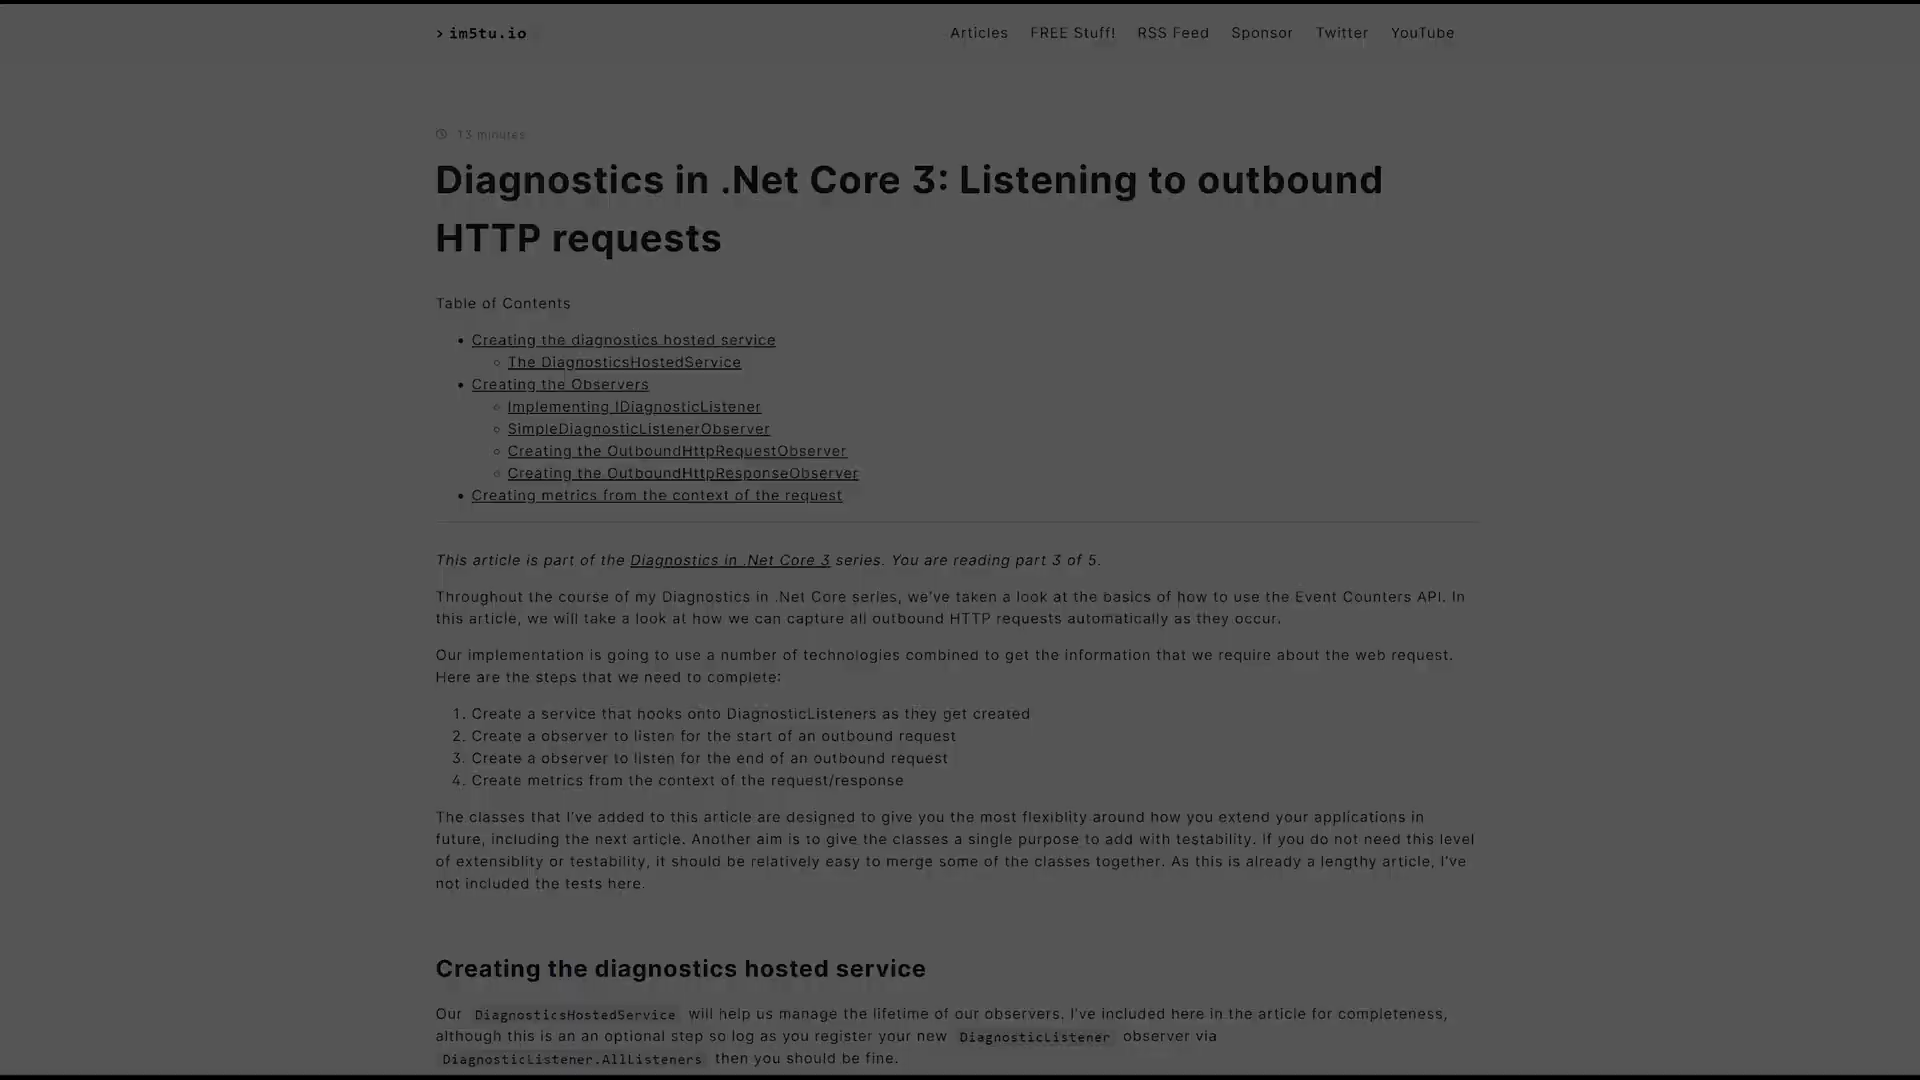 › im5tu.io
Articles FREE Stuff! RSS Feed Sponsor Twitter YouTube
13 minutes
Diagnostics in .Net Core 3: Listening to outbound
HTTP requests
Table of Contents
• Creating the diagnostics hosted service
◦ The DiagnosticsHostedService
• Creating the Observers
◦ Implementing IDiagnosticListener
◦ SimpleDiagnosticListenerObserver
◦ Creating the OutboundHttpRequestObserver
◦ Creating the OutboundHttpResponseObserver
• Creating metrics from the context of the request
This article is part of the Diagnostics in .Net Core 3 series. You are reading part 3 of 5.
Throughout the course of my Diagnostics in .Net Core series, we've taken a look at the basics of how to use the Event Counters API. In
this article, we will take a look at how we can capture all outbound HTTP requests automatically as they occur.
Our implementation is going to use a number of technologies combined to get the information that we require about the web request.
Here are the steps that we need to complete:
1. Create a service that hooks onto DiagnosticListeners as they get created
2. Create a observer to listen for the start of an outbound request
3. Create a observer to listen for the end of an outbound request
4. Create metrics from the context of the request/response
The classes that I've added to this article are designed to give you the most flexiblity around how you extend your applications in
future, including the next article. Another aim is to give the classes a single purpose to add with testability. If you do not need this level
of extensiblity or testability, it should be relatively easy to merge some of the classes together. As this is already a lengthy article, I've
not included the tests here.
Creating the diagnostics hosted service
Our DiagnosticsHostedService will help us manage the lifetime of our observers. I've included here in the article for completeness,
although this is an an optional step so log as you register your new DiagnosticListener observer via
DiagnosticListener.AllListeners then you should be fine.